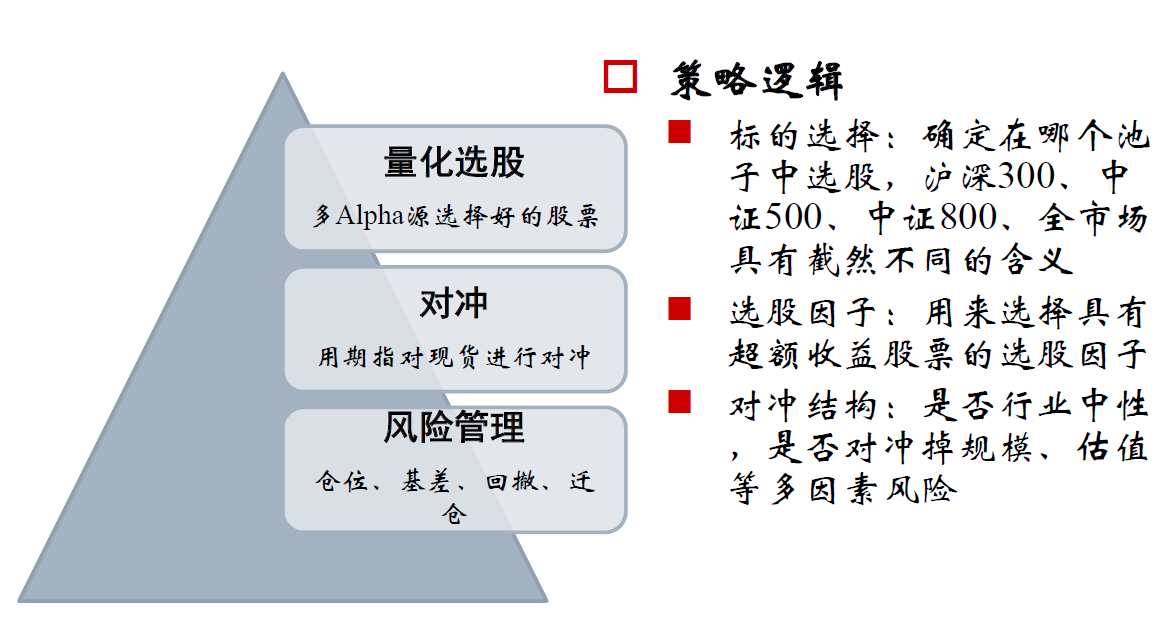 量化选股
多Alpha源选择好的股票
对冲
用期指对现货进行对冲
风险管理
仓位、基差、回撤、迁
仓
策略逻辑
标的选择：确定在哪个池
子中选股，沪深300、中
证500、中证800、全市场
具有截然不同的含义
选股因子：用来选择具有
超额收益股票的选股因子
对冲结构：是否行业中性
，是否对冲掉规模、估值
等多因素风险